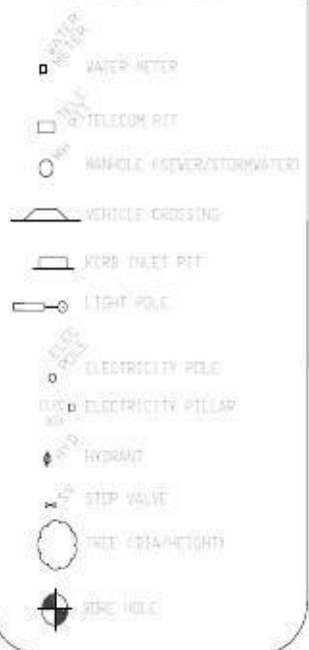 WATER METER
WATER METER
TELE
TELECOM PIT
MH
MANHOLE (SEWER/STORMWATER)
VEHICLE CROSSING
KERB INLET PIT
LIGHT POLE
ELEC POLE
ELECTRICITY POLE
ELEC
ELECTRICITY PILLAR
HYD
HYDRANT
SV
STOP VALVE
TREE (DIA/HEIGHT)
BORE HOLE